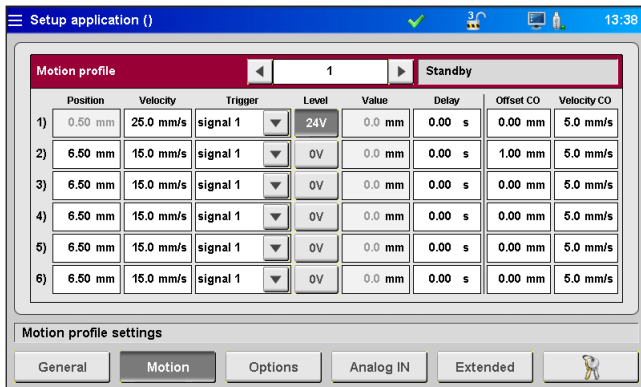 Setup application () 3 13:38
Motion profile 1 Standby
Position Velocity Trigger Level Value Delay Offset CO Velocity CO
1) 0.50 mm 25.0 mm/s signal 1 24V 0.0 mm 0.00 s 0.00 mm 5.0 mm/s
2) 6.50 mm 15.0 mm/s signal 1 0V 0.0 mm 0.00 s 1.00 mm 5.0 mm/s
3) 6.50 mm 15.0 mm/s signal 1 0V 0.0 mm 0.00 s 0.00 mm 5.0 mm/s
4) 6.50 mm 15.0 mm/s signal 1 0V 0.0 mm 0.00 s 0.00 mm 5.0 mm/s
5) 6.50 mm 15.0 mm/s signal 1 0V 0.0 mm 0.00 s 0.00 mm 5.0 mm/s
6) 6.50 mm 15.0 mm/s signal 1 0V 0.0 mm 0.00 s 0.00 mm 5.0 mm/s
Motion profile settings
General Motion Options Analog IN Extended